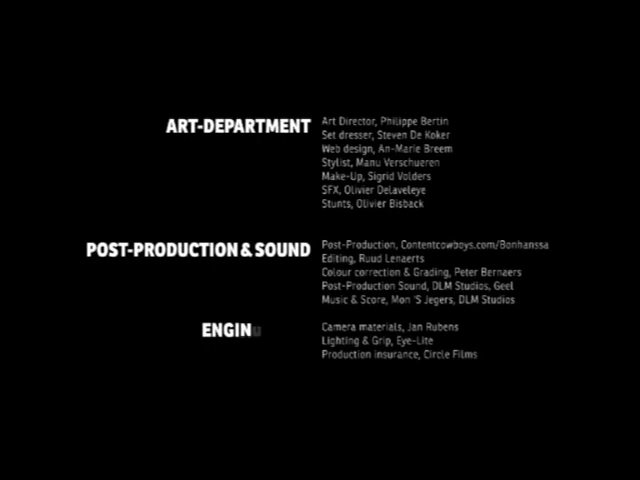 ART-DEPARTMENT
Art Director, Philippe Bertin
Set dresser, Steven De Koker
Web design, An-Marie Breem
Stylist, Manu Verschueren
Make-Up, Sigrid Volders
SFX, Olivier Delaveleye
Stunts, Olivier Bisback
POST-PRODUCTION & SOUND
Post-Production, Contentcowboys.com/Bonhanssa
Editing, Ruud Lenaerts
Colour correction & Grading, Peter Bernaers
Post-Production Sound, DLM Studios, Geel
Music & Score, Mon 'S Jegers, DLM Studios
ENGINU
Camera materials, Jan Rubens
Lighting & Grip, Eye-Lite
Production insurance, Circle Films